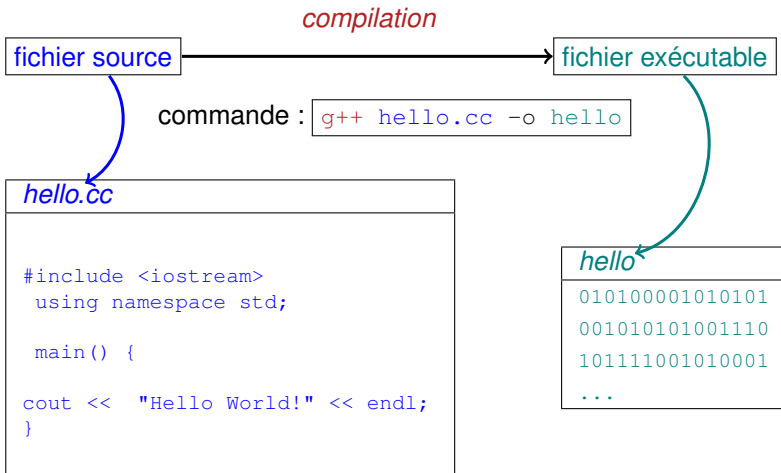 compilation
fichier source
fichier exécutable
commande : g++ hello.cc -o hello
hello.cc
#include <iostream>
using namespace std;
main() {
cout << "Hello World!" << endl;
}
hello
010100001010101
001010101001110
101111001010001
...